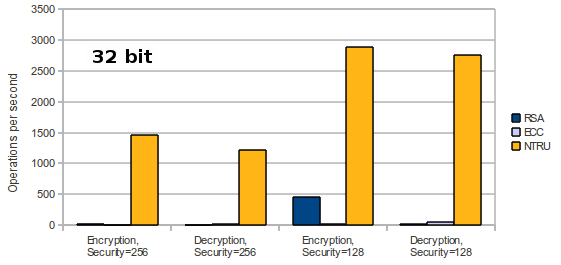 3500
3000
2500
2000
1500
1000
500
0
Operations per second
32 bit
RSA
ECC
NTRU
Encryption,
Security=256
Decryption,
Security=256
Encryption,
Security=128
Decryption,
Security=128